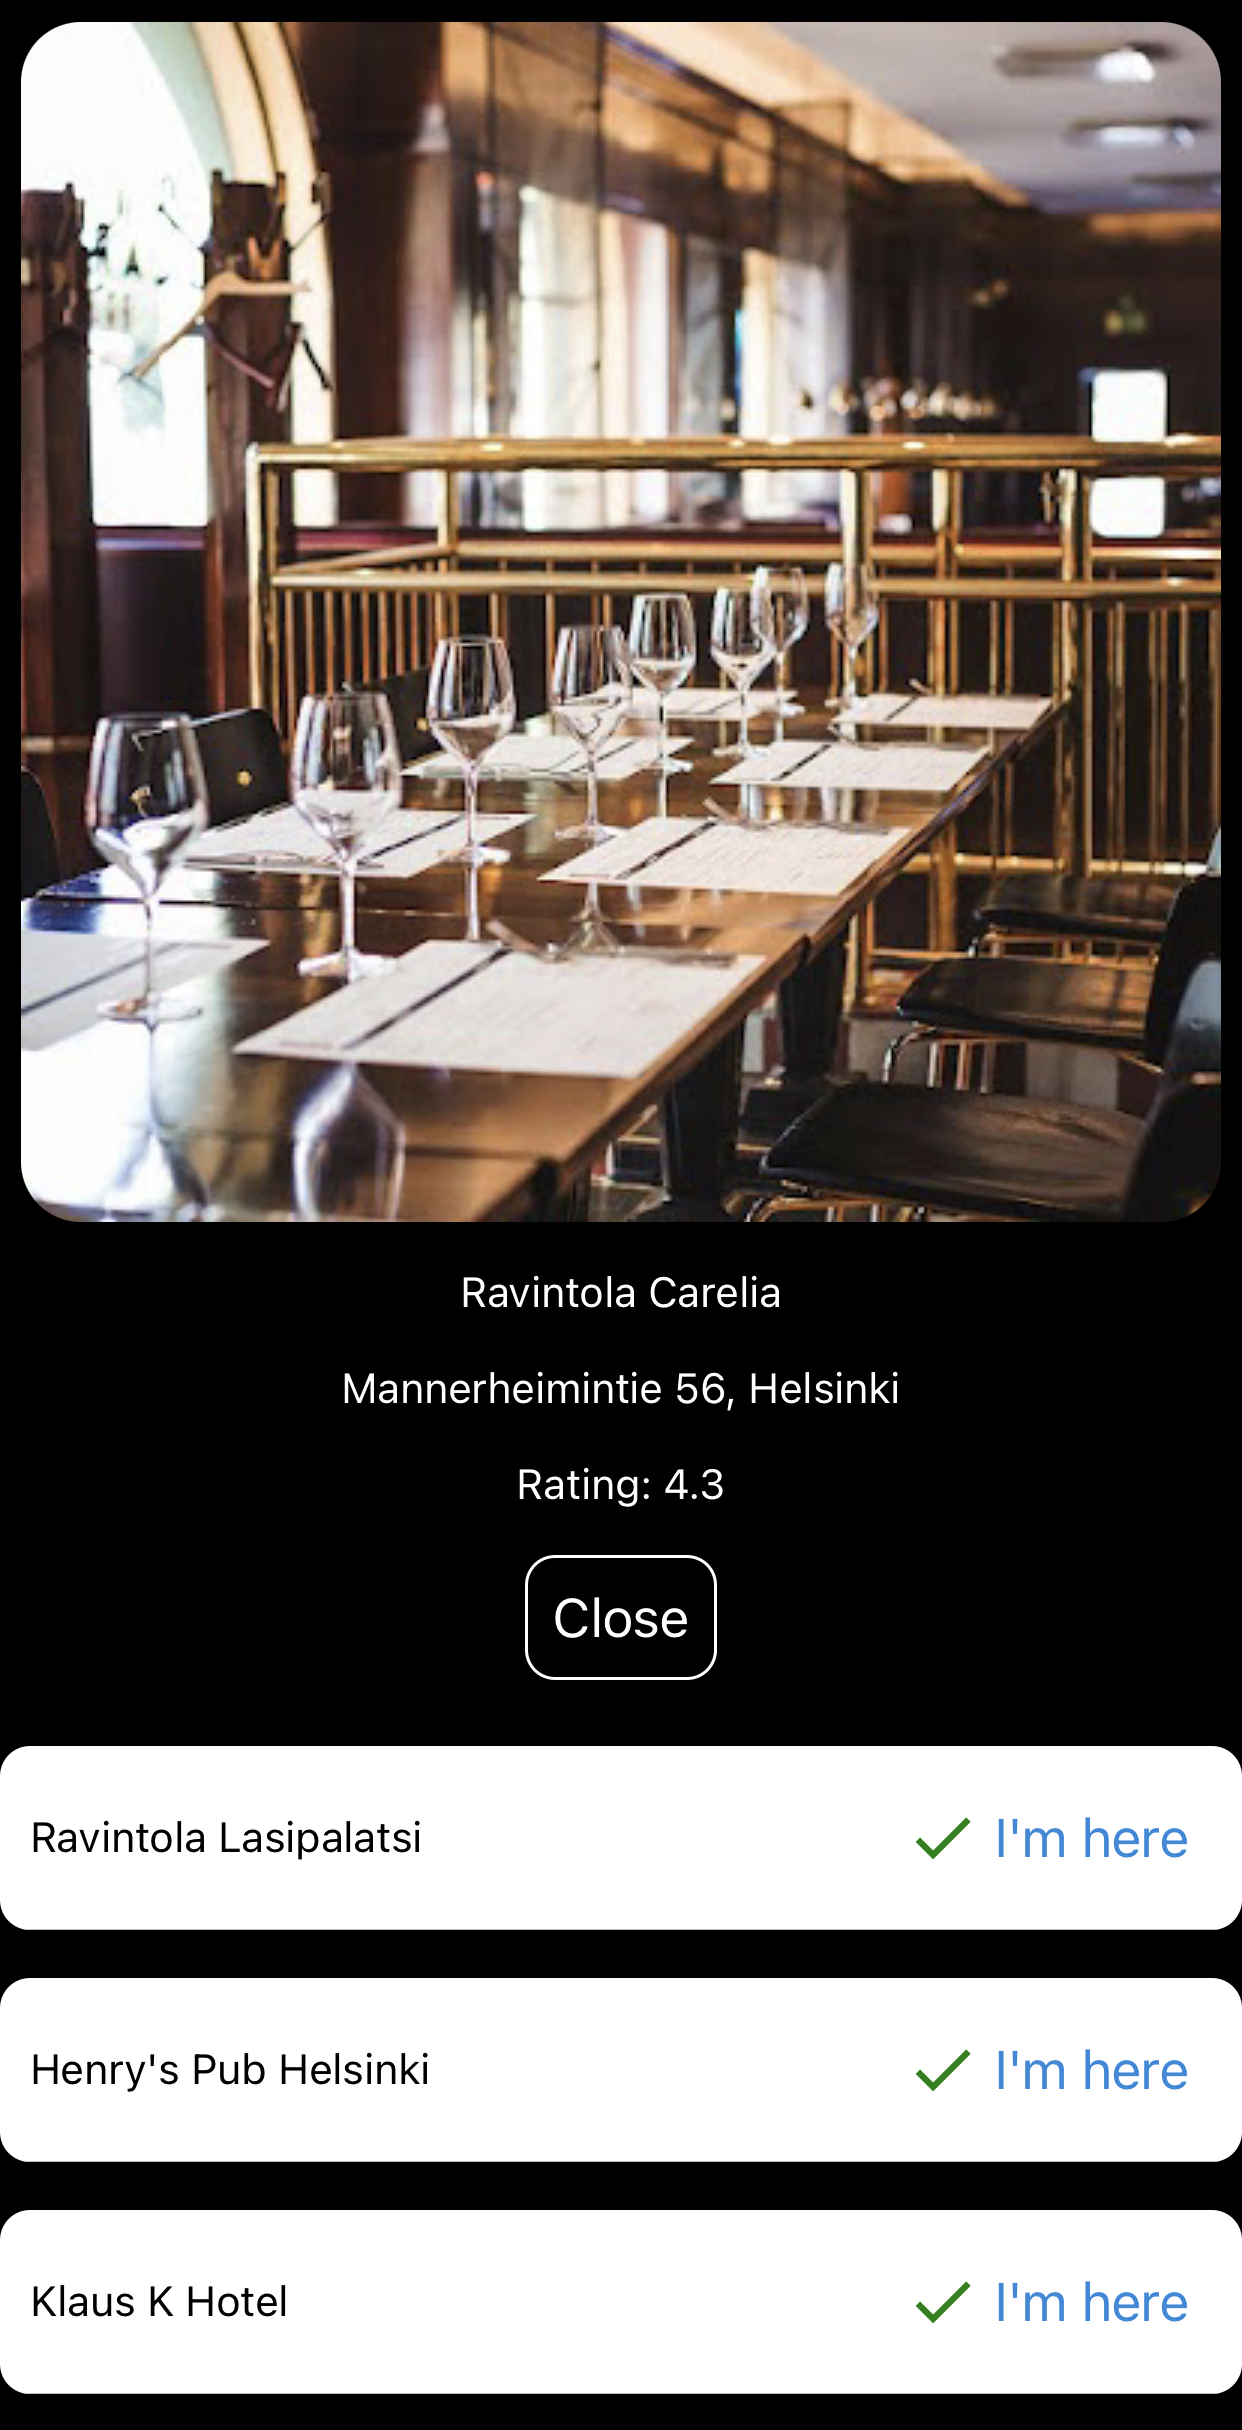 Ravintola Carelia
Mannerheimintie 56, Helsinki
Rating: 4.3
Close
Ravintola Lasipalatsi
I'm here
Henry's Pub Helsinki
I'm here
Klaus K Hotel
I'm here